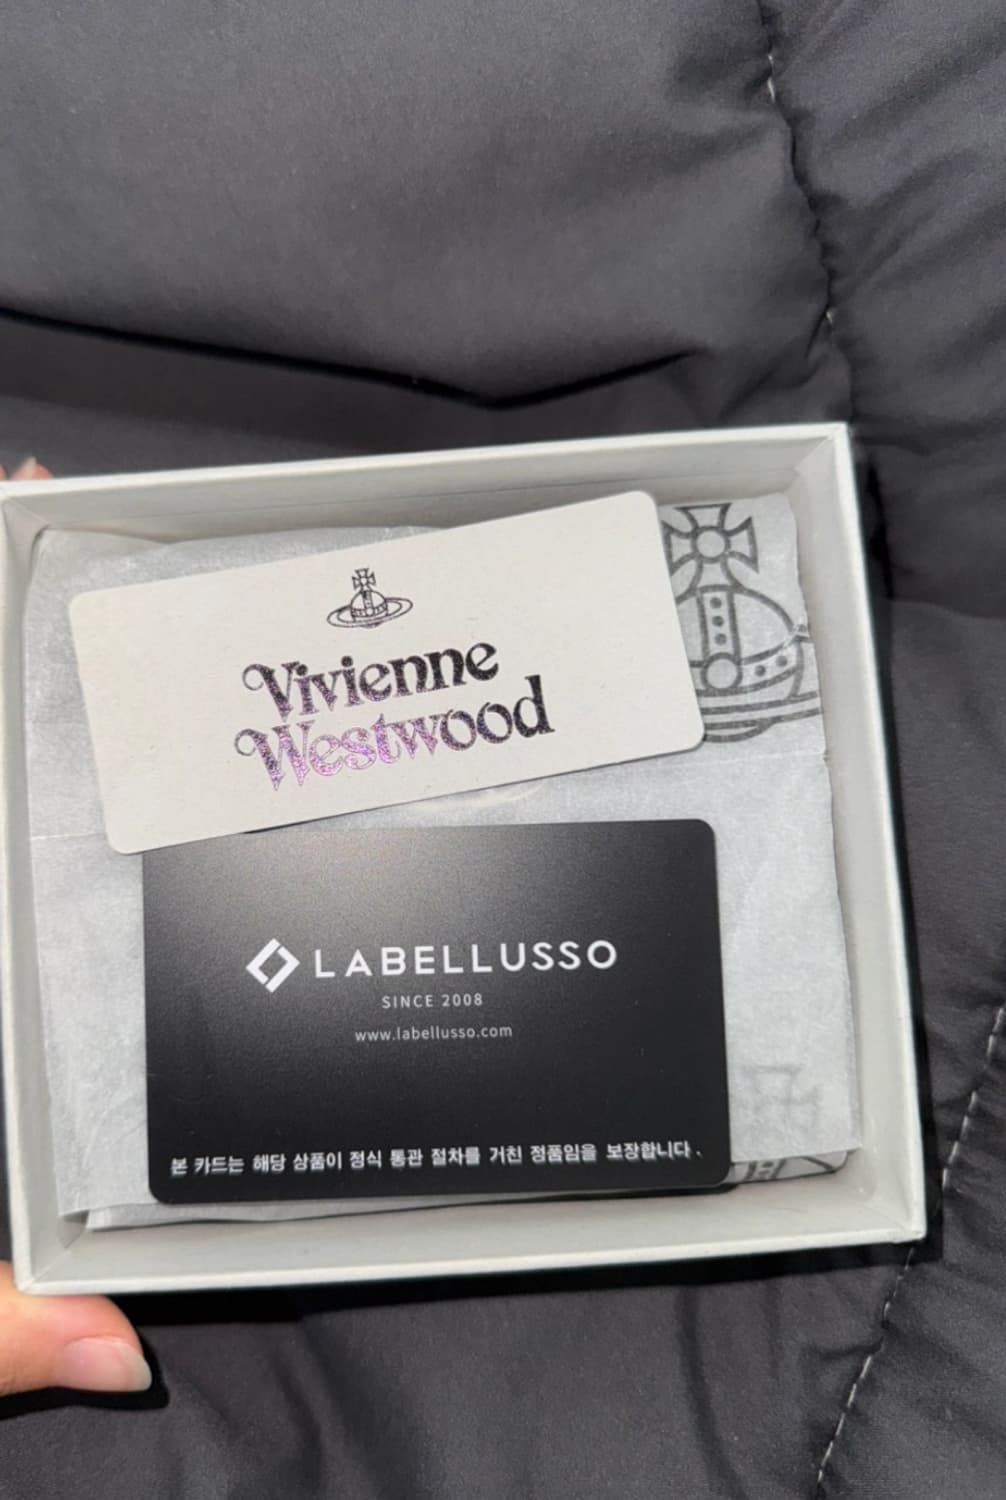 Vivienne
Westwood
LABELLUSSO
SINCE 2008
www.labellusso.com
본 카드는 해당 상품이 정식 통관 절차를 거친 정품임을 보장합니다.